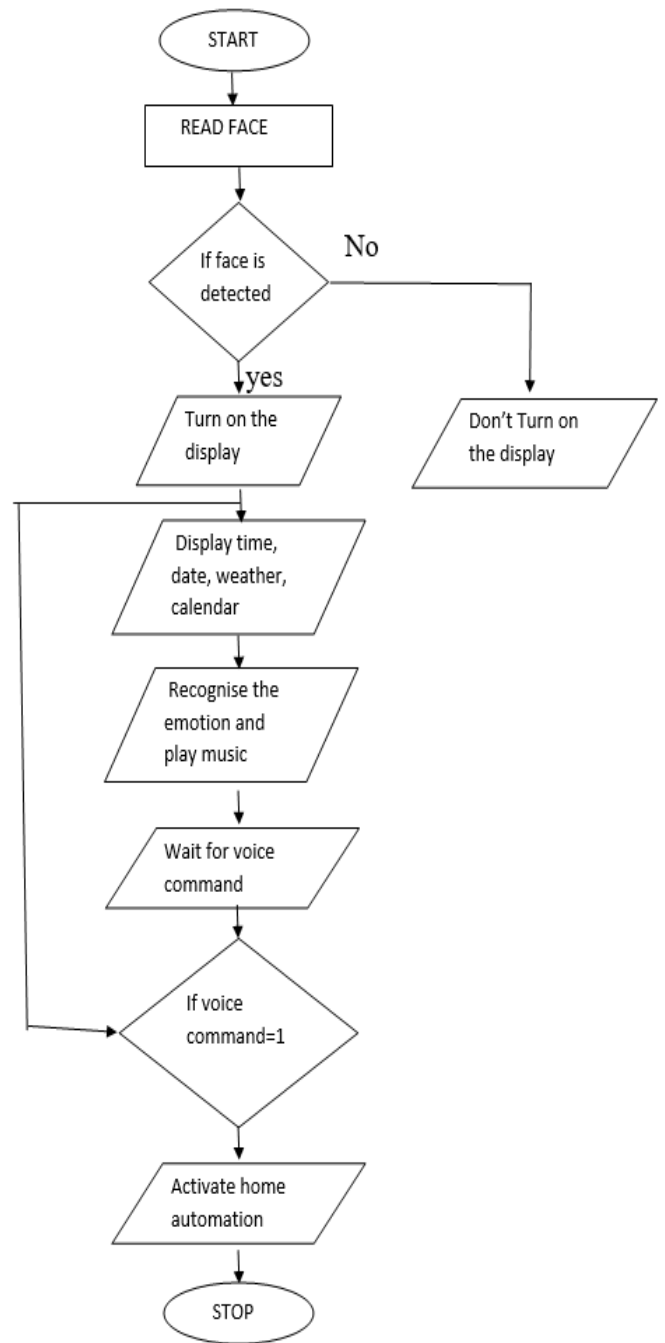 START
READ FACE
If face is
detected
No
yes
Turn on the
display
Don’t Turn on
the display
Display time,
date, weather,
calendar
Recognise the
emotion and
play music
Wait for voice
command
If voice
command=1
Activate home
automation
STOP